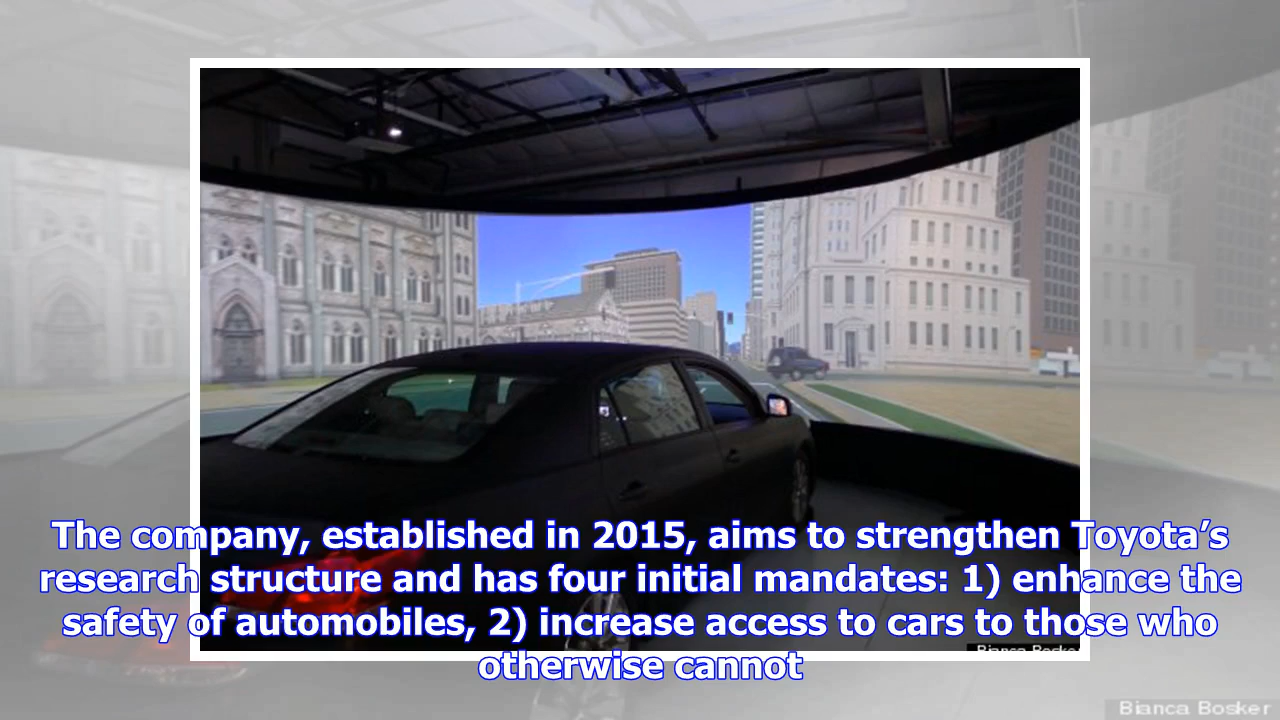 The company, established in 2015, aims to strengthen Toyota’s
research structure and has four initial mandates: 1) enhance the
safety of automobiles, 2) increase access to cars to those who
otherwise cannot
Bianca Bosker
Bianca Bosker